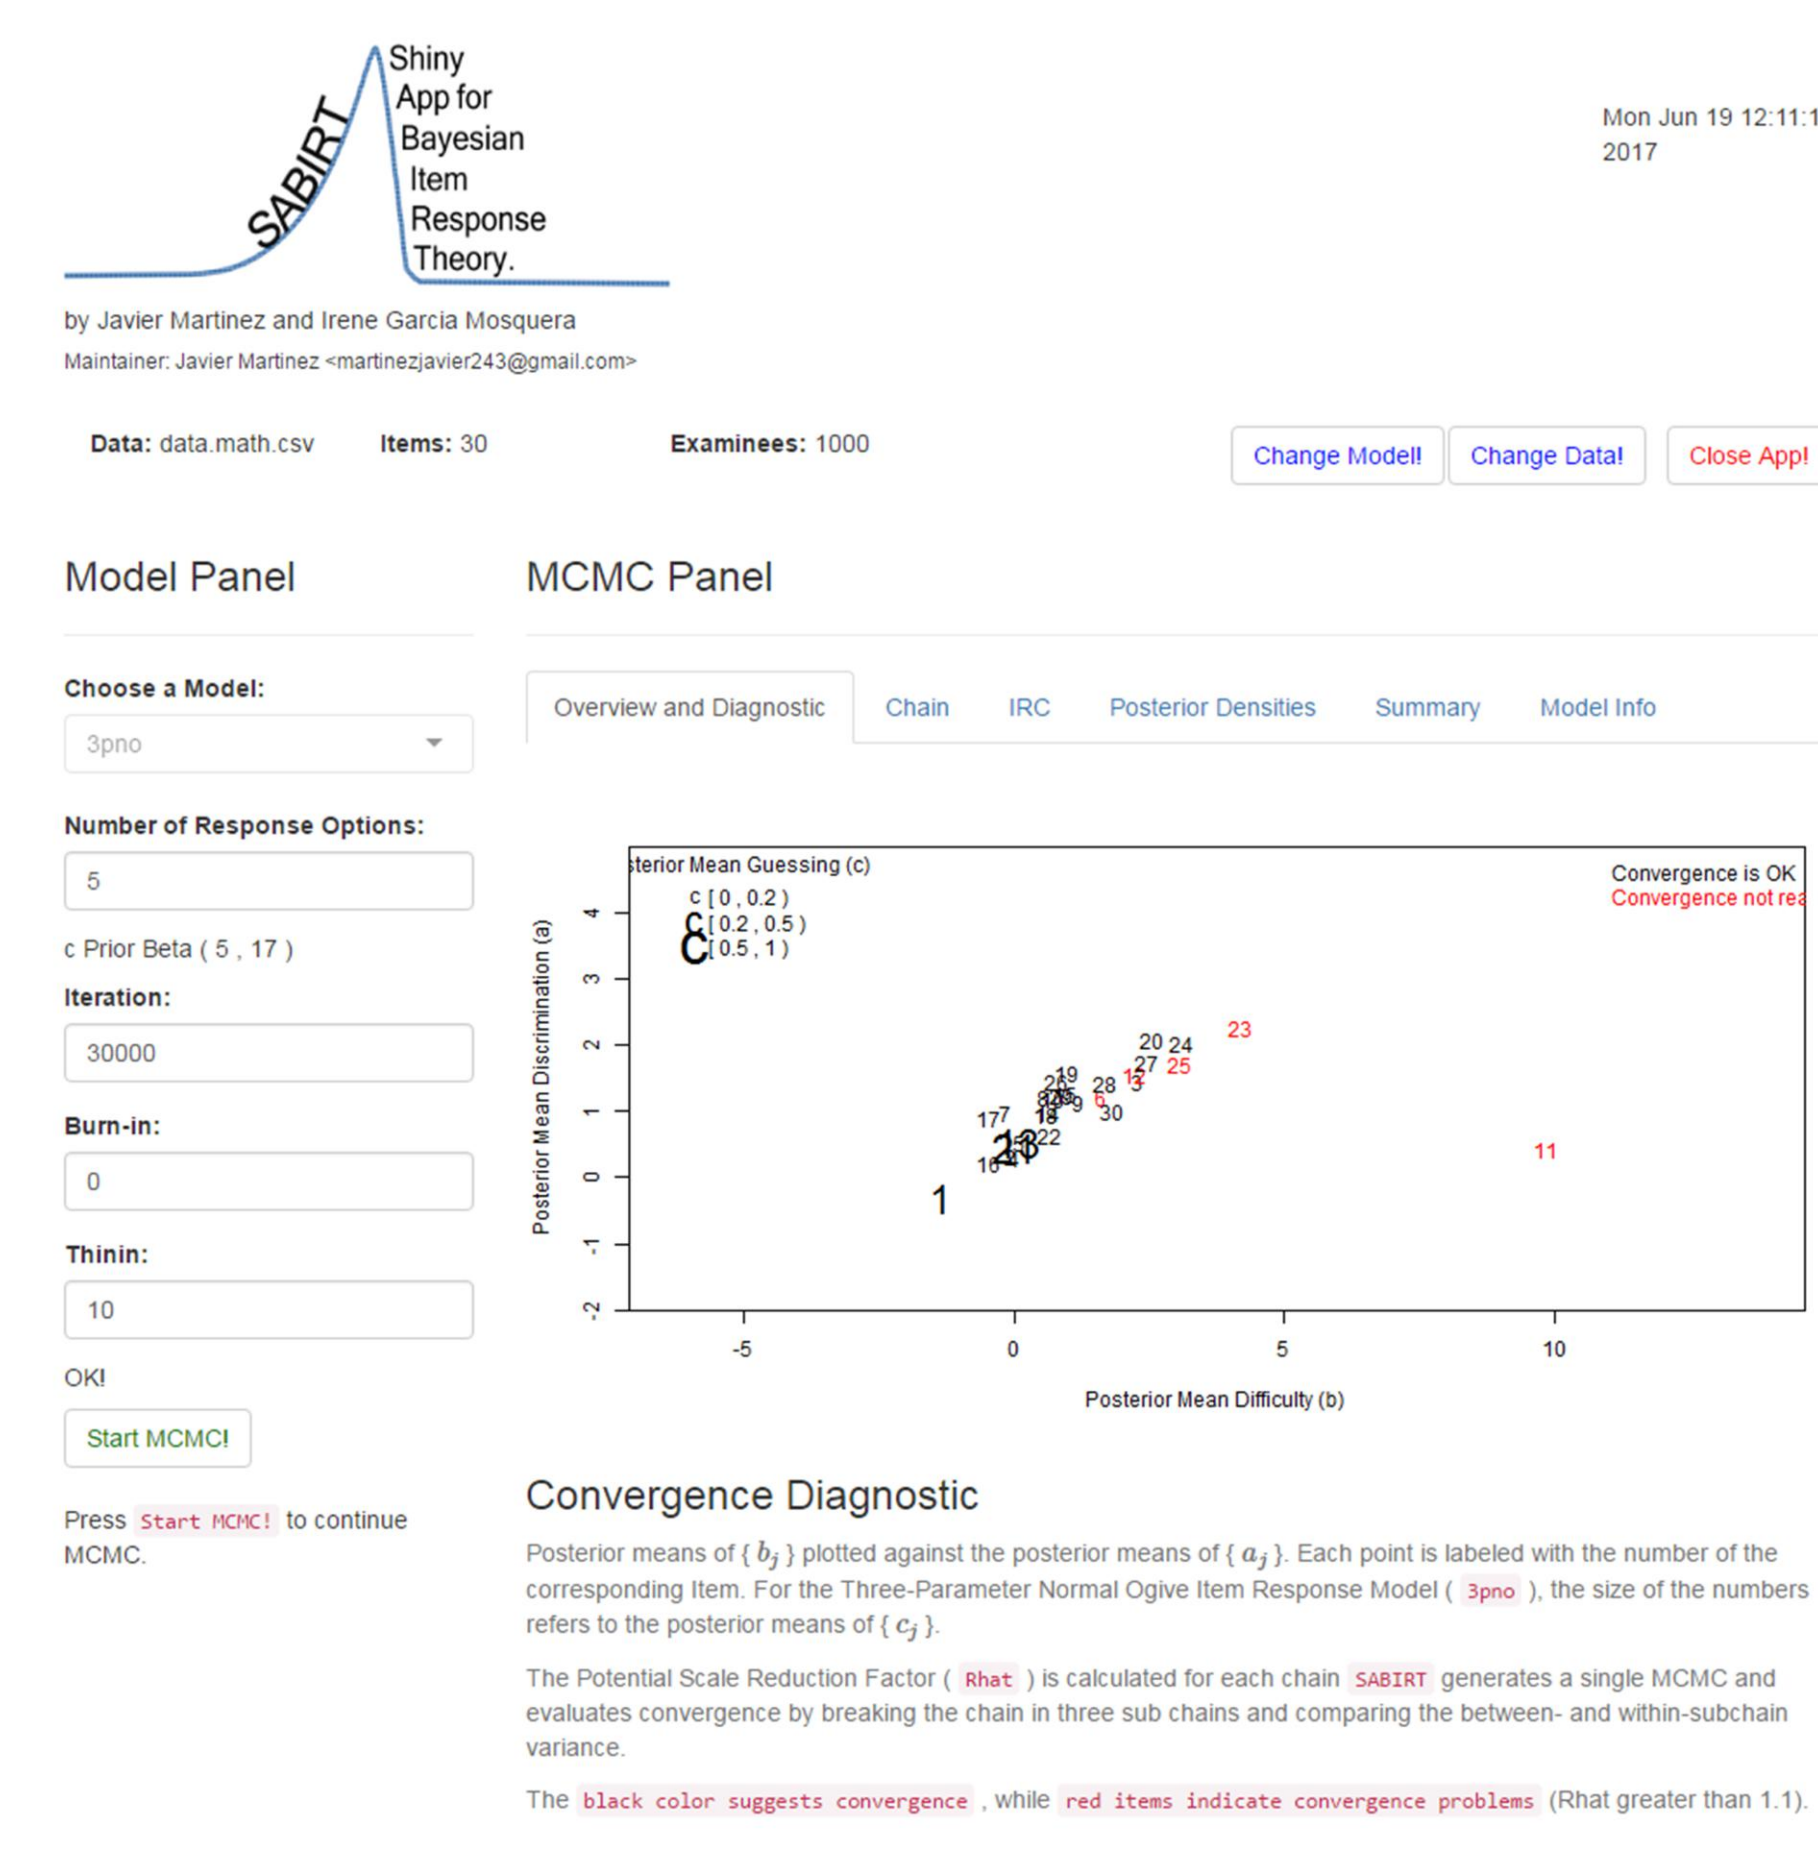 SABIRT
Shiny
App for
Bayesian
Item
Response
Theory.
Mon Jun 19 12:11:1
2017
by Javier Martinez and Irene Garcia Mosquera
Maintainer: Javier Martinez <martinezjavier243@gmail.com>
Data: data.math.csv Items: 30 Examinees: 1000
Change Model! Change Data! Close App!
Model Panel
Choose a Model:
3pno
Number of Response Options:
5
c Prior Beta ( 5 , 17 )
Iteration:
30000
Burn-in:
0
Thinin:
10
OK!
Start MCMC!
Press Start MCMC! to continue
MCMC.
MCMC Panel
Overview and Diagnostic Chain IRC Posterior Densities Summary Model Info
sterior Mean Guessing (c)
c [ 0 , 0.2 )
c [ 0.2 , 0.5 )
c [ 0.5 , 1 )
Convergence is OK
Convergence not rea
Posterior Mean Discrimination (a)
4
3
2
1
0
-1
-2
23
20 24
27 25
12 3
19
26
28
6
9
30
17 7
22
16
1
11
-5 0 5 10
Posterior Mean Difficulty (b)
Convergence Diagnostic
Posterior means of { bj } plotted against the posterior means of { aj }. Each point is labeled with the number of the
corresponding Item. For the Three-Parameter Normal Ogive Item Response Model ( 3pno ), the size of the numbers
refers to the posterior means of { cj }.
The Potential Scale Reduction Factor ( Rhat ) is calculated for each chain SABIRT generates a single MCMC and
evaluates convergence by breaking the chain in three sub chains and comparing the between- and within-subchain
variance.
The black color suggests convergence , while red items indicate convergence problems (Rhat greater than 1.1).